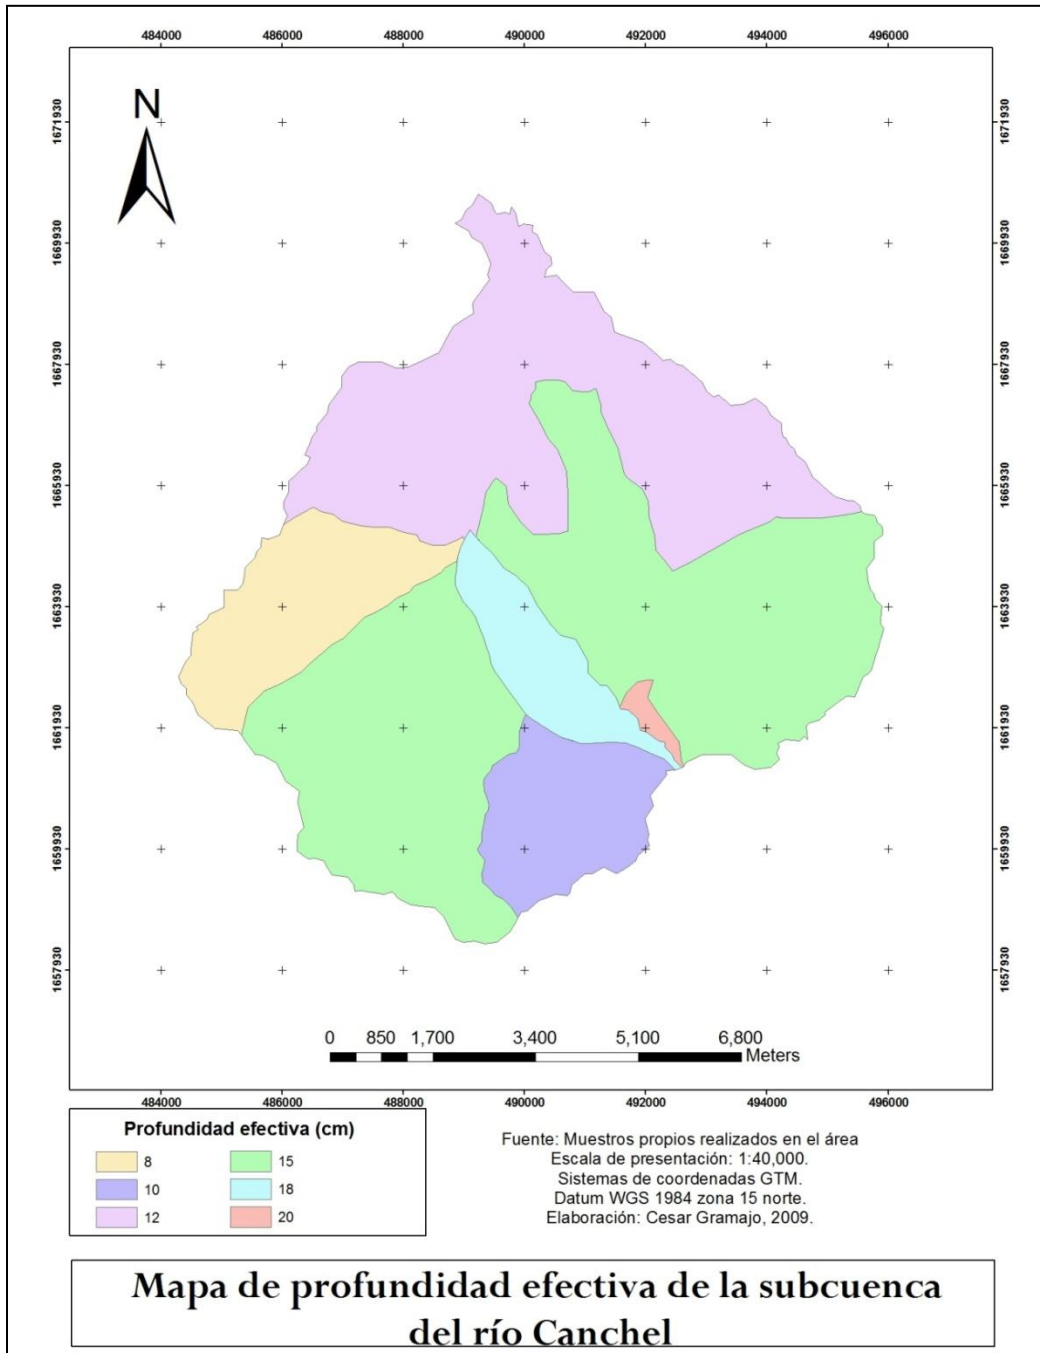 484000 486000 488000 490000 492000 494000 496000
N
1671930 1671930
1669930 1669930
1667930 1667930
1665930 1665930
1663930 1663930
1661930 1661930
1659930 1659930
1657930 1657930
0 850 1,700 3,400 5,100 6,800
Meters
484000 486000 488000 490000 492000 494000 496000
Profundidad efectiva (cm)
8 15
10 18
12 20
Fuente: Muestros propios realizados en el área
Escala de presentación: 1:40,000.
Sistemas de coordenadas GTM.
Datum WGS 1984 zona 15 norte.
Elaboración: Cesar Gramajo, 2009.
Mapa de profundidad efectiva de la subcuenca
del río Canchel